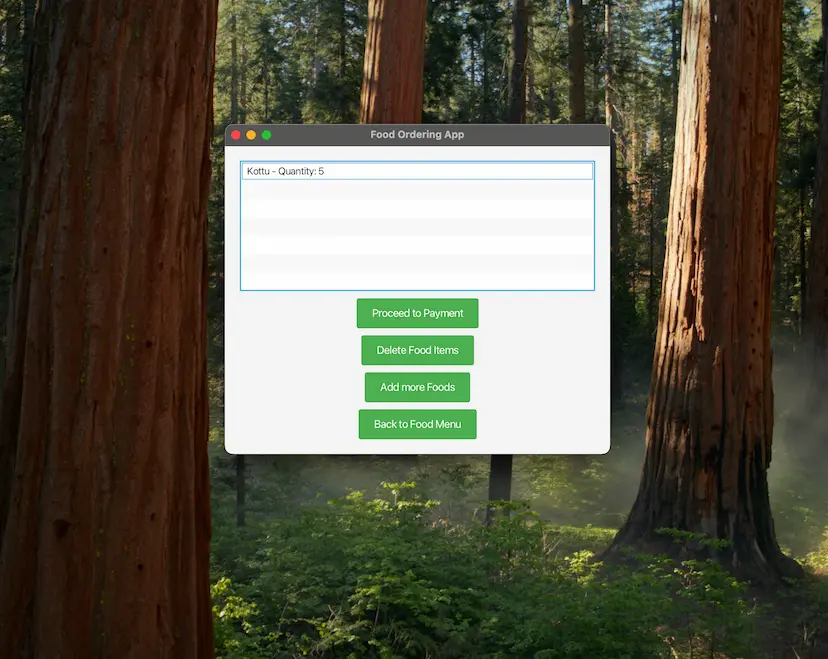 Food Ordering App
Kottu - Quantity: 5
Proceed to Payment
Delete Food Items
Add more Foods
Back to Food Menu